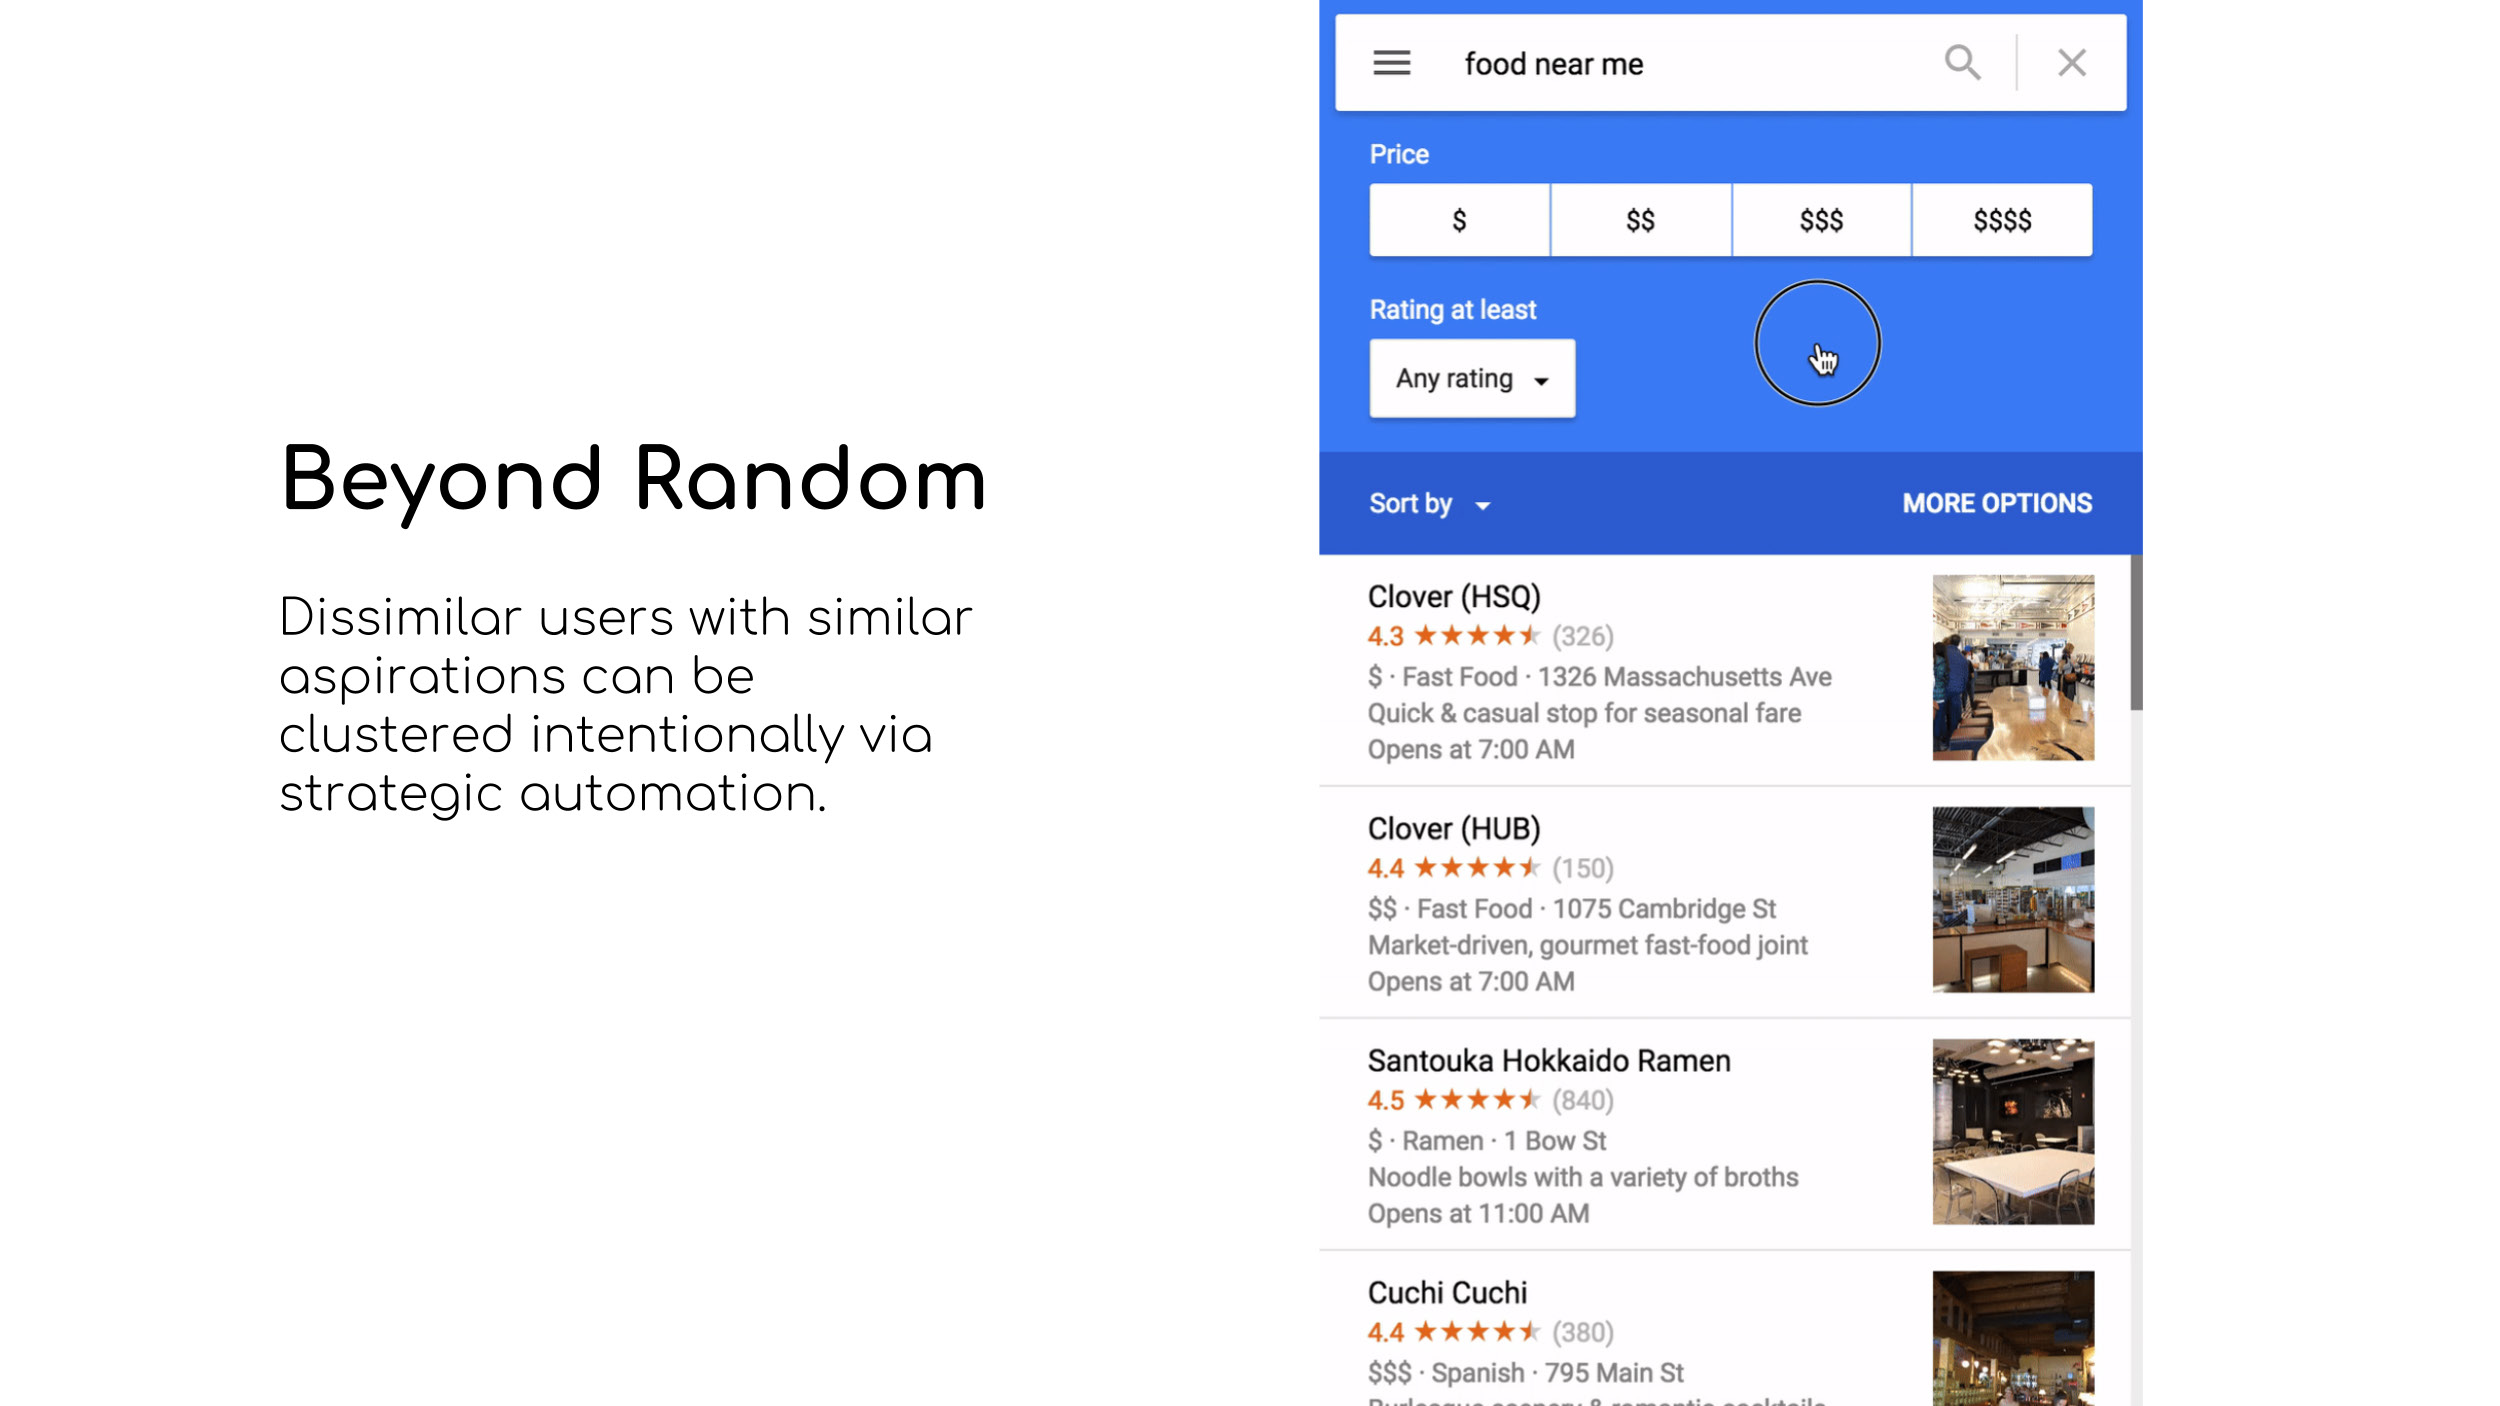 Beyond Random
Dissimilar users with similar
aspirations can be
clustered intentionally via
strategic automation.
food near me
Price
$ $$ $$$ $$$$
Rating at least
Any rating
Sort by MORE OPTIONS
Clover (HSQ)
4.3 ★★★★★ (326)
$ · Fast Food · 1326 Massachusetts Ave
Quick & casual stop for seasonal fare
Opens at 7:00 AM
Clover (HUB)
4.4 ★★★★★ (150)
$$ · Fast Food · 1075 Cambridge St
Market-driven, gourmet fast-food joint
Opens at 7:00 AM
Santouka Hokkaido Ramen
4.5 ★★★★★ (840)
$ · Ramen · 1 Bow St
Noodle bowls with a variety of broths
Opens at 11:00 AM
Cuchi Cuchi
4.4 ★★★★★ (380)
$$$ · Spanish · 795 Main St